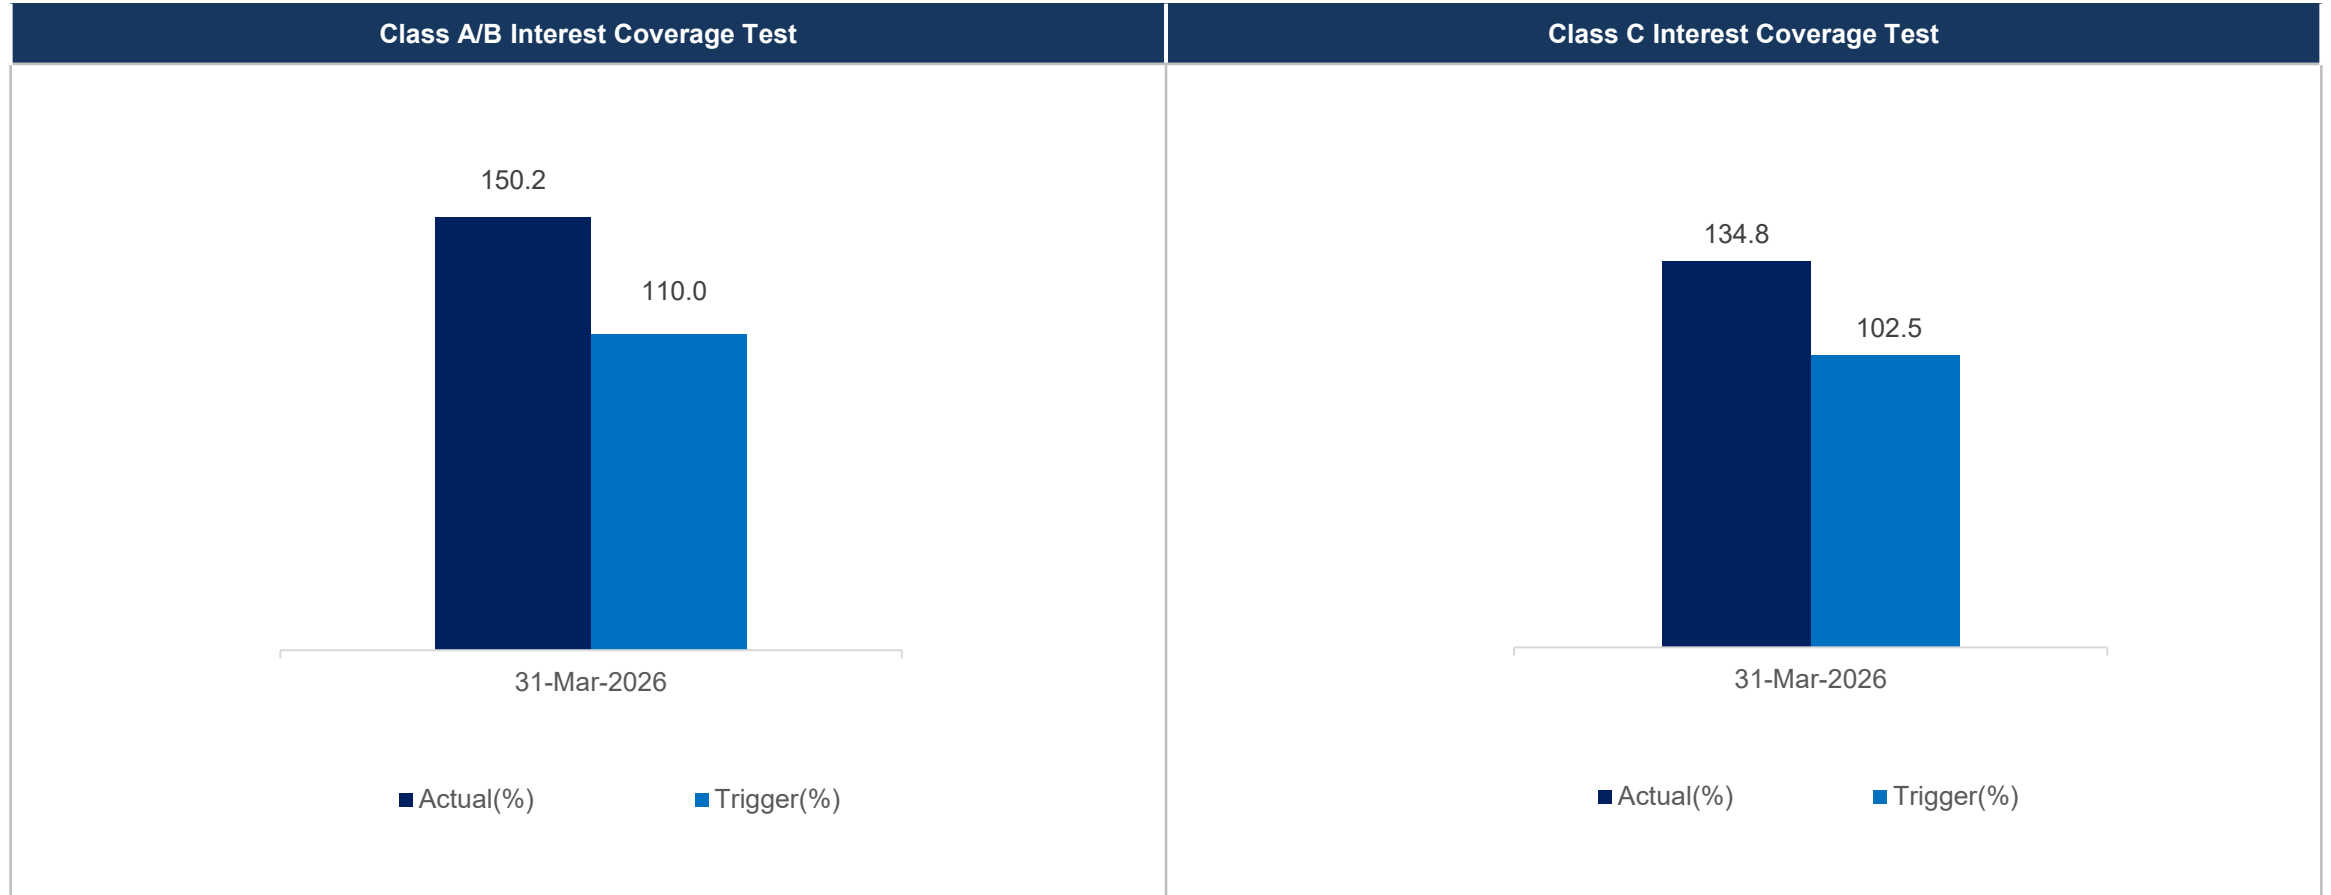 Class A/B Interest Coverage Test
150.2
110.0
31-Mar-2026
Actual(%)
Trigger(%)
Class C Interest Coverage Test
134.8
102.5
31-Mar-2026
Actual(%)
Trigger(%)